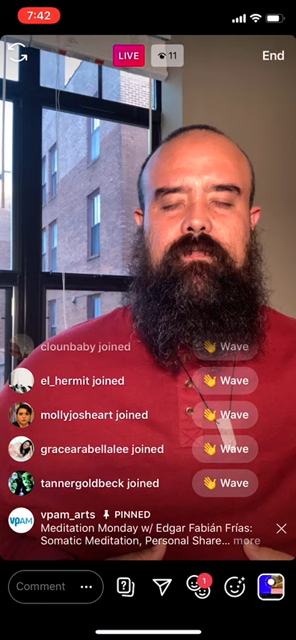 7:42
LIVE 11 End
clounbaby joined 👋 Wave
el_hermit joined 👋 Wave
mollyjosheart joined 👋 Wave
gracearabellalee joined 👋 Wave
tannergoldbeck joined 👋 Wave
VPAM
vpam_arts PINNED
Meditation Monday w/ Edgar Fabián Frías:
Somatic Meditation, Personal Share... more
Comment ... ? 1